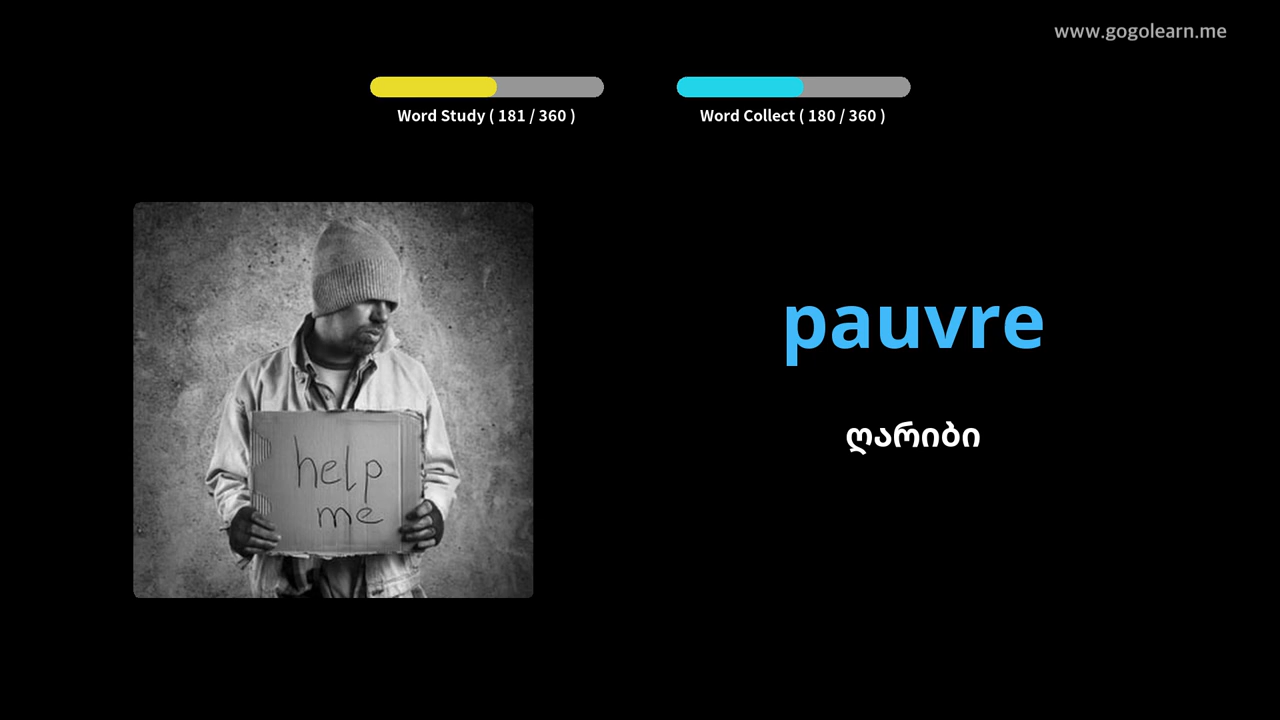 www.gogolearn.me
Word Study ( 181 / 360 )
Word Collect ( 180 / 360 )
help
me
pauvre
ღარიბი